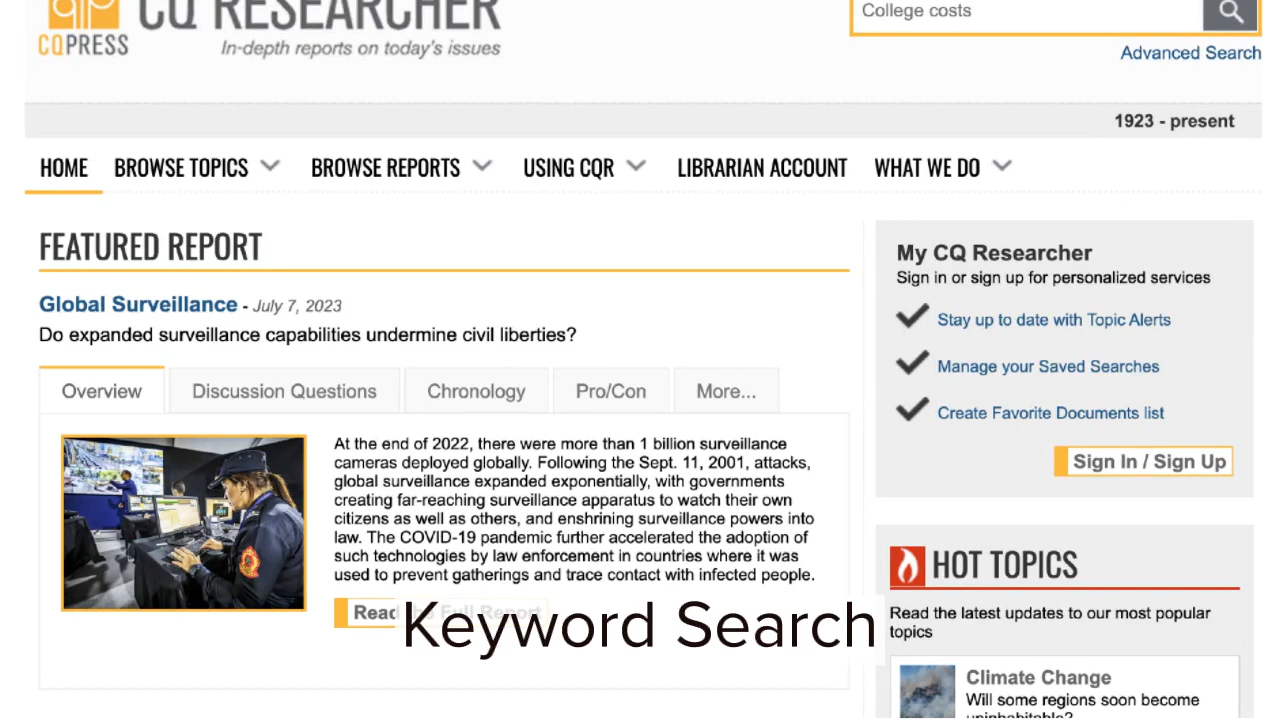 CQ RESEARCHER
College costs
CQPRESS
In-depth reports on today's issues
Advanced Search
1923 - present
HOME BROWSE TOPICS BROWSE REPORTS USING CQR LIBRARIAN ACCOUNT WHAT WE DO
FEATURED REPORT
Global Surveillance - July 7, 2023
Do expanded surveillance capabilities undermine civil liberties?
Overview Discussion Questions Chronology Pro/Con More...
At the end of 2022, there were more than 1 billion surveillance
cameras deployed globally. Following the Sept. 11, 2001, attacks,
global surveillance expanded exponentially, with governments
creating far-reaching surveillance apparatus to watch their own
citizens as well as others, and enshrining surveillance powers into
law. The COVID-19 pandemic further accelerated the adoption of
such technologies by law enforcement in countries where it was
used to prevent gatherings and trace contact with infected people.
Read the Full Report
Keyword Search
My CQ Researcher
Sign in or sign up for personalized services
Stay up to date with Topic Alerts
Manage your Saved Searches
Create Favorite Documents list
Sign In / Sign Up
HOT TOPICS
Read the latest updates to our most popular
topics
Climate Change
Will some regions soon become
uninhabitable?